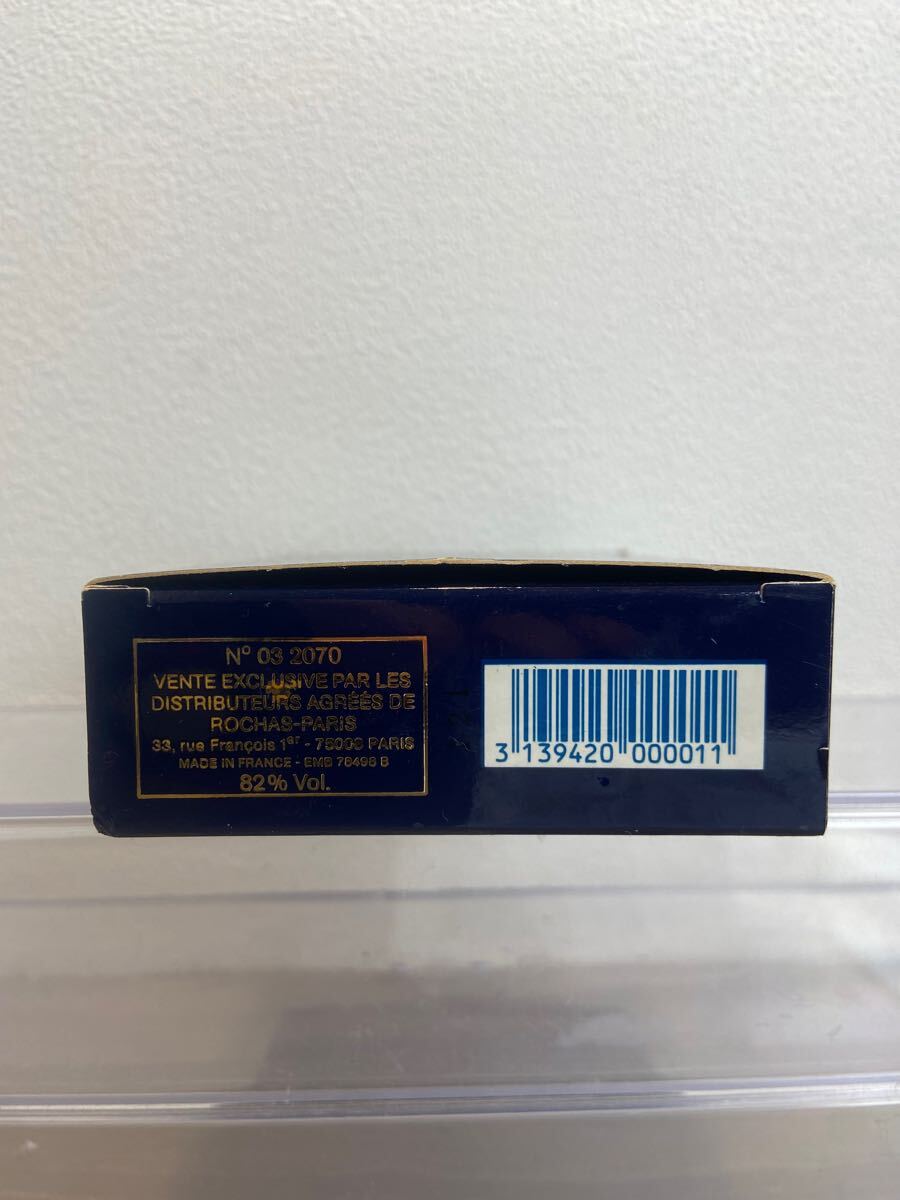 Nº 03 2070
VENTE EXCLUSIVE PAR LES
DISTRIBUTEURS AGRÉÉS DE
ROCHAS-PARIS
33, rue François 1er - 75008 PARIS
MADE IN FRANCE - EMB 78498 B
82% Vol.
3 139420 000011